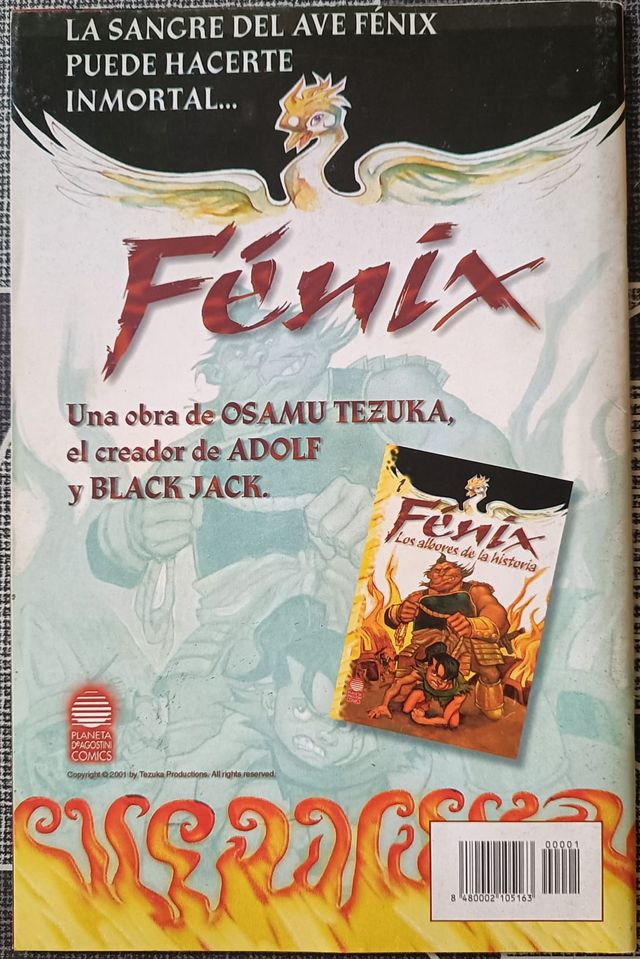 LA SANGRE DEL AVE FÉNIX
PUEDE HACERTE
INMORTAL...
Fénix
Una obra de OSAMU TEZUKA,
el creador de ADOLF
y BLACK JACK.
1
Fénix
Los albores de la historia
PLANETA
DeAGOSTINI
COMICS
Copyright © 2001 by Tezuka Productions. All rights reserved.
00001
8 480002 105163